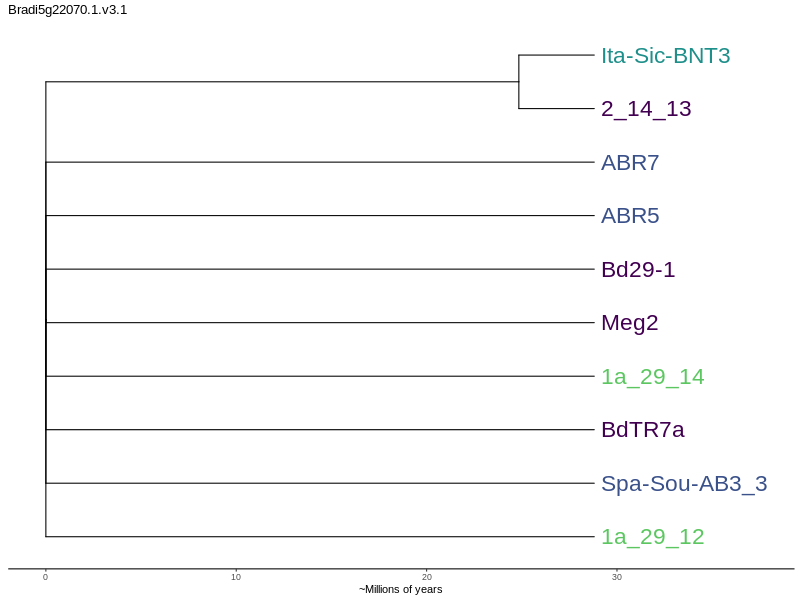 Bradi5g22070.1.v3.1
Ita-Sic-BNT3
2_14_13
ABR7
ABR5
Bd29-1
Meg2
1a_29_14
BdTR7a
Spa-Sou-AB3_3
1a_29_12
0 10 20 30
~Millions of years